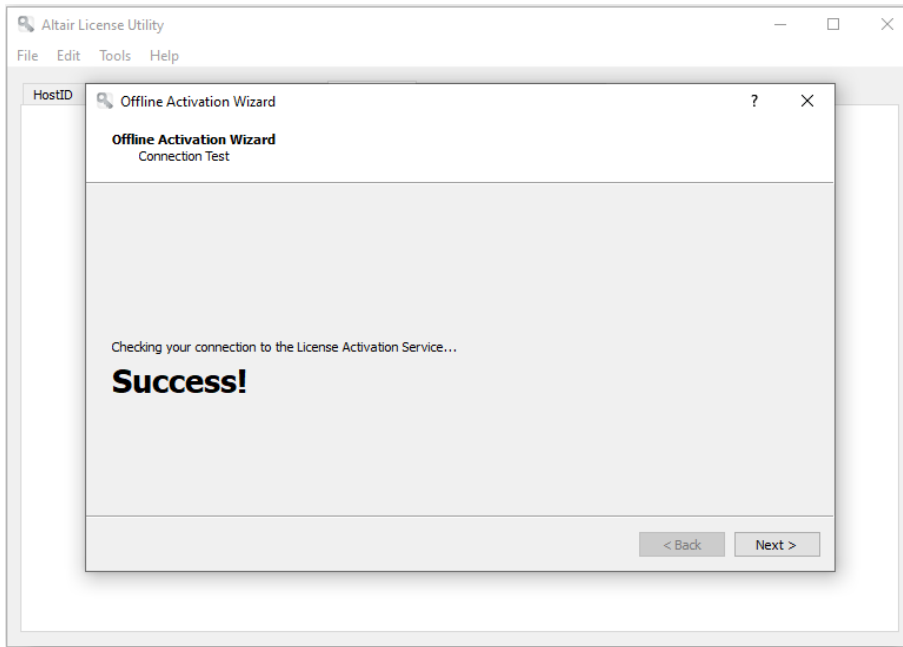 Altair License Utility
File Edit Tools Help
HostID
Offline Activation Wizard
?
Offline Activation Wizard
Connection Test
Checking your connection to the License Activation Service...
Success!
< Back Next >